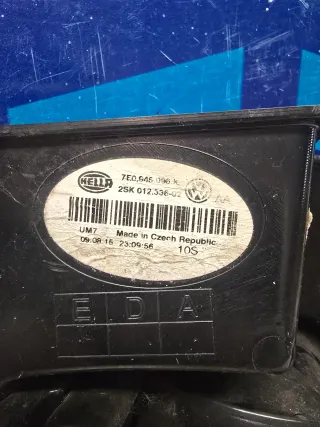 HELLA
7E0.945.096 K
2SK 012.336-02
AA
UM7 Made in Czech Republic
09.08.16 23:09:56 10S
E D A